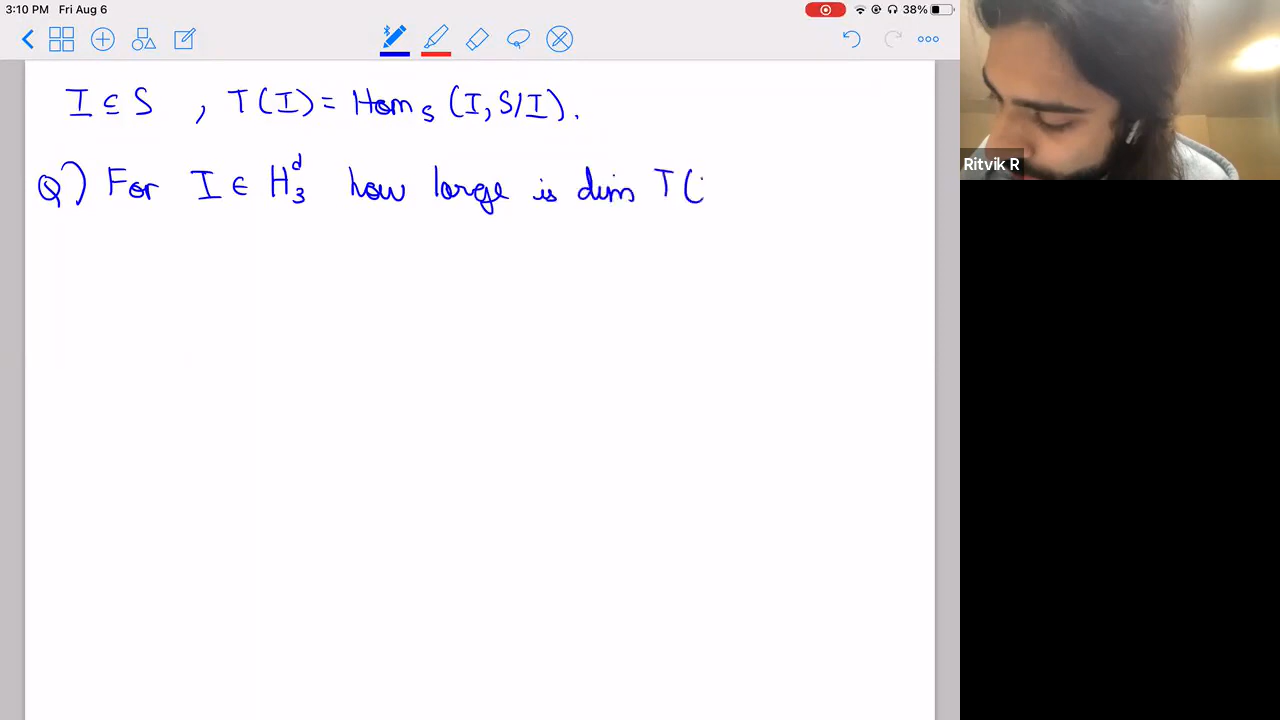 3:10 PM Fri Aug 6
38%
I ⊆ S , T(I) = Hom_S (I, S/I).
Q) For I ∈ H_3^d how large is dim T(
Ritvik R